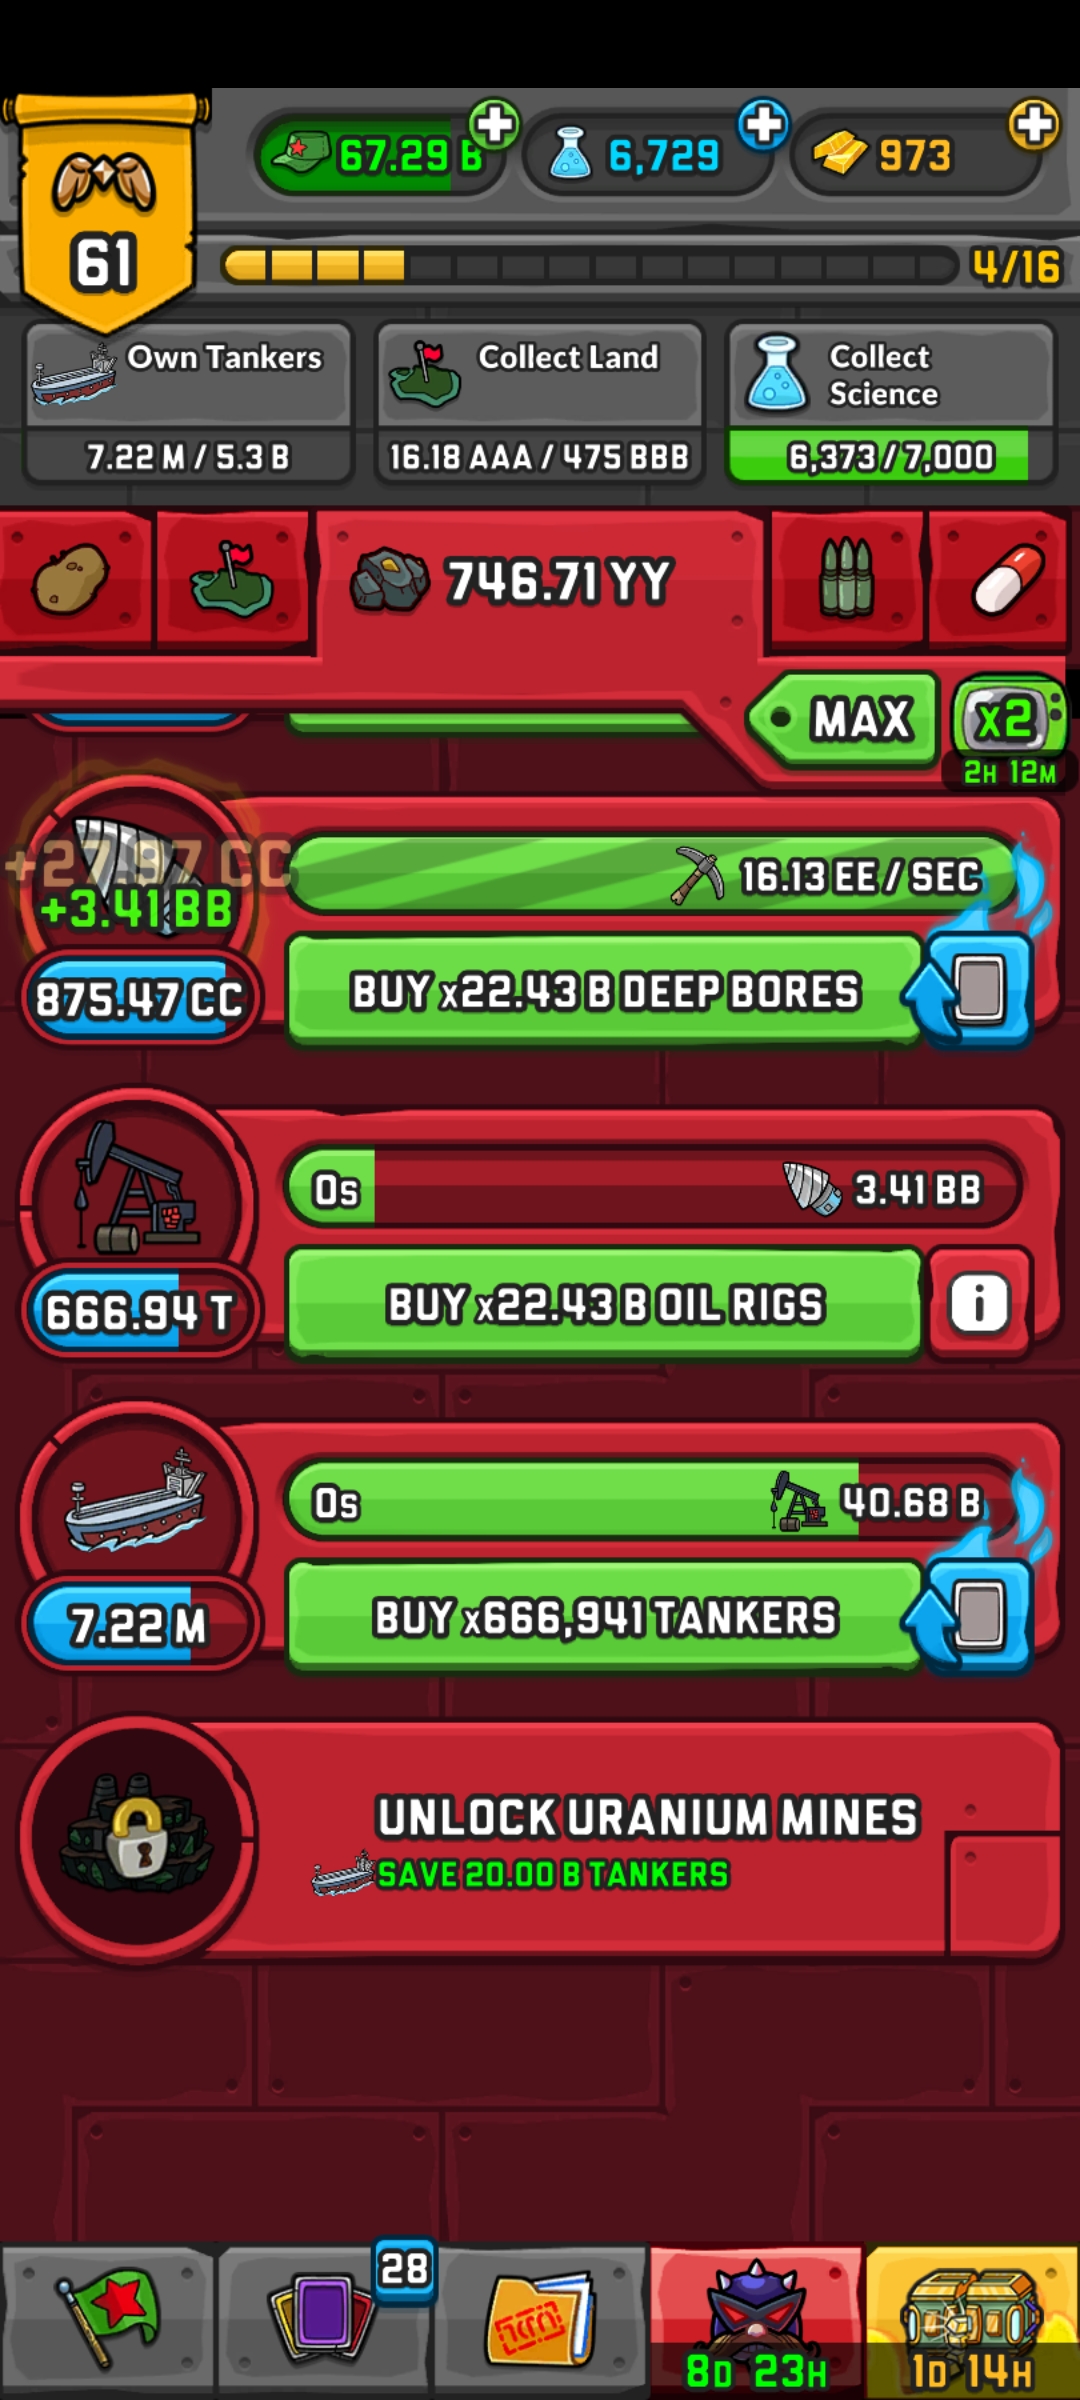 67.29 B
6,729
973
61
4/16
Own Tankers
Collect Land
Collect
Science
7.22 M / 5.3 B
16.18 AAA / 475 BBB
6,373 / 7,000
746.71 YY
MAX
x2
2H 12M
+27.97 CC
+3.41 BB
16.13 EE / SEC
875.47 CC
BUY x22.43 B DEEP BORES
0s
3.41 BB
666.94 T
BUY x22.43 B OIL RIGS
i
0s
40.68 B
7.22 M
BUY x666,941 TANKERS
UNLOCK URANIUM MINES
SAVE 20.00 B TANKERS
28
8D 23H
1D 14H